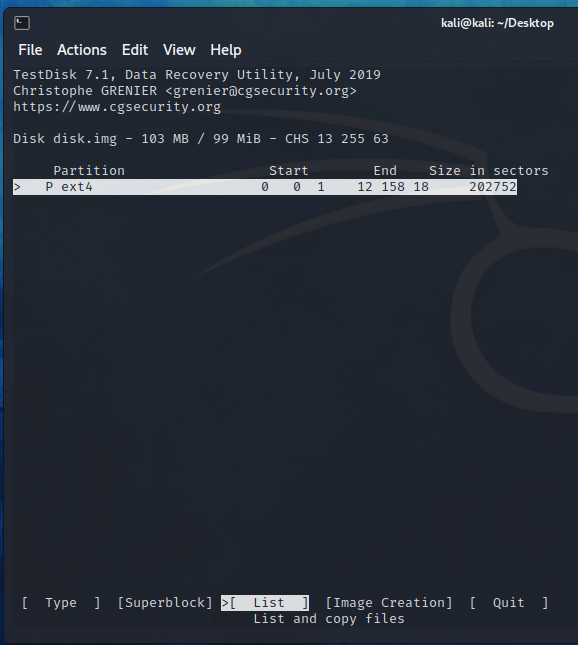 kali@kali: ~/Desktop
File Actions Edit View Help
TestDisk 7.1, Data Recovery Utility, July 2019
Christophe GRENIER <grenier@cgsecurity.org>
https://www.cgsecurity.org
Disk disk.img - 103 MB / 99 MiB - CHS 13 255 63
Partition Start End Size in sectors
> P ext4 0 0 1 12 158 18 202752
[ Type ] [Superblock] >[ List ] [Image Creation] [ Quit ]
List and copy files